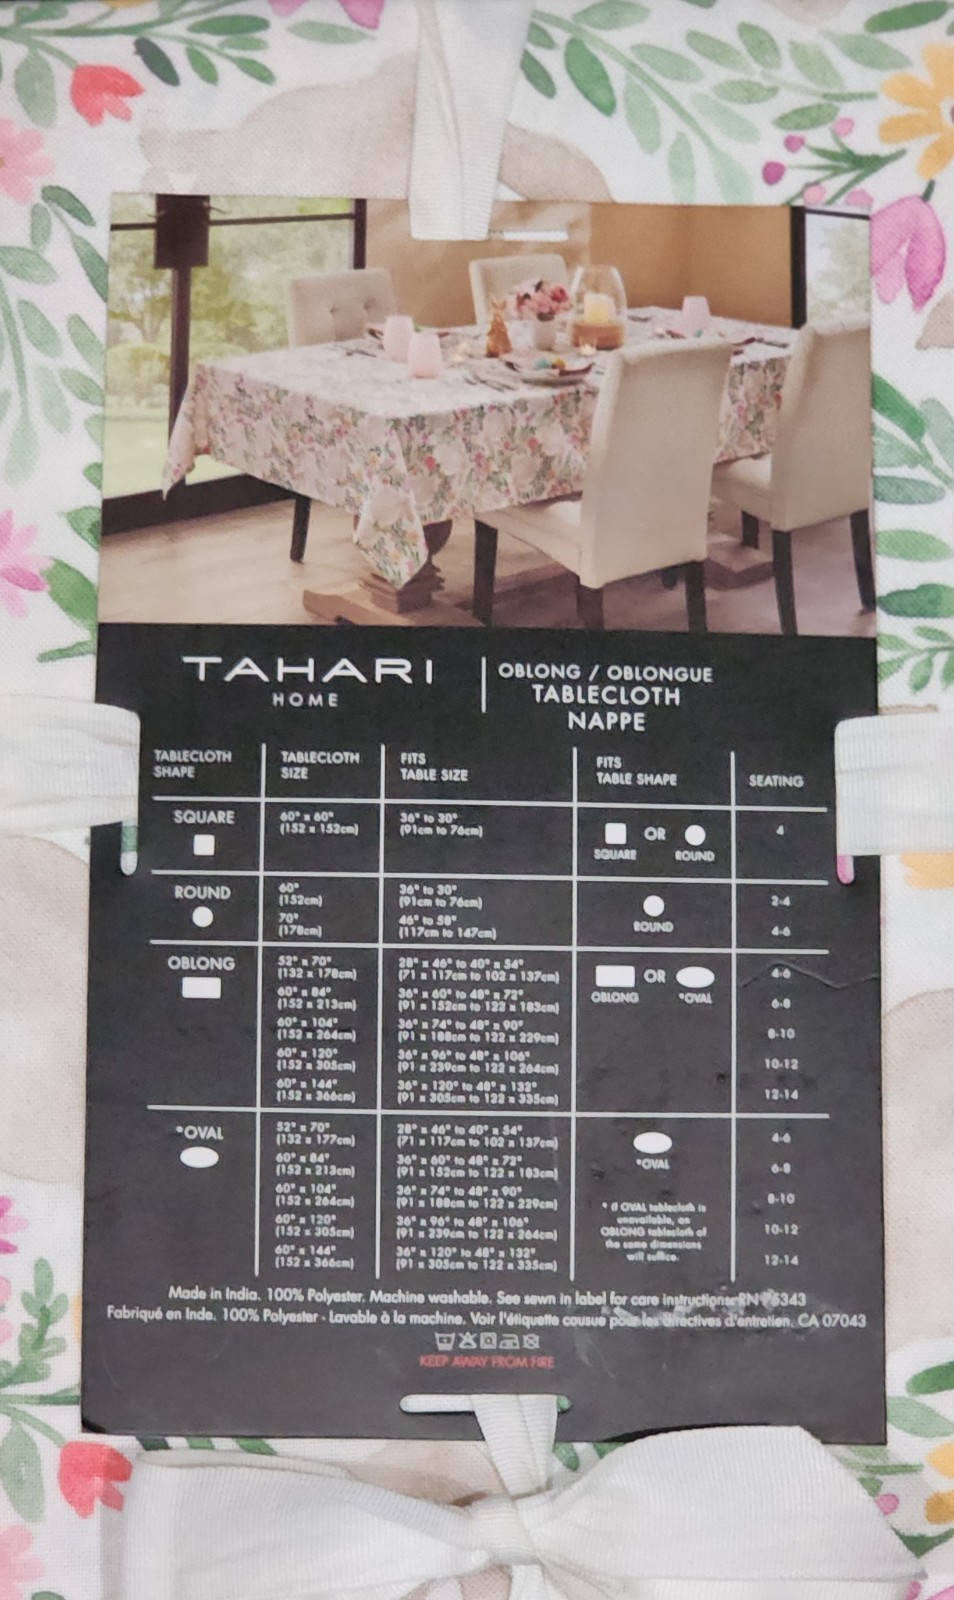 TAHARI
HOME
OBLONG / OBLONGUE
TABLECLOTH
NAPPE
TABLECLOTH SHAPE
TABLECLOTH SIZE
FITS TABLE SIZE
FITS TABLE SHAPE
SEATING
SQUARE
60" x 60"
(152 x 152cm)
36" to 30"
(91cm to 76cm)
OR
SQUARE
ROUND
4
ROUND
60"
(152cm)
70"
(178cm)
36" to 30"
(91cm to 76cm)
46" to 58"
(117cm to 147cm)
ROUND
2-4
4-6
OBLONG
52" x 70"
(132 x 178cm)
60" x 84"
(152 x 213cm)
60" x 104"
(152 x 264cm)
60" x 120"
(152 x 305cm)
60" x 144"
(152 x 366cm)
28" x 46" to 40" x 54"
(71 x 117cm to 102 x 137cm)
36" x 60" to 48" x 72"
(91 x 152cm to 122 x 183cm)
36" x 74" to 48" x 90"
(91 x 188cm to 122 x 229cm)
36" x 96" to 48" x 106"
(91 x 239cm to 122 x 264cm)
36" x 120" to 48" x 132"
(91 x 305cm to 122 x 335cm)
OR
OBLONG
*OVAL
4-6
6-8
8-10
10-12
12-14
*OVAL
52" x 70"
(132 x 177cm)
60" x 84"
(152 x 213cm)
60" x 104"
(152 x 264cm)
60" x 120"
(152 x 305cm)
60" x 144"
(152 x 366cm)
28" x 46" to 40" x 54"
(71 x 117cm to 102 x 137cm)
36" x 60" to 48" x 72"
(91 x 152cm to 122 x 183cm)
36" x 74" to 48" x 90"
(91 x 188cm to 122 x 229cm)
36" x 96" to 48" x 106"
(91 x 239cm to 122 x 264cm)
36" x 120" to 48" x 132"
(91 x 305cm to 122 x 335cm)
*OVAL
* if OVAL tablecloth is
unavailable, an
OBLONG tablecloth of
the same dimensions
will suffice.
4-6
6-8
8-10
10-12
12-14
Made in India. 100% Polyester. Machine washable. See sewn in label for care instructions. RN
Fabriqué en Inde. 100% Polyester - Lavable à la machine. Voir l'étiquette cousue pour les directives d'entretien. CA 07043
KEEP AWAY FROM FIRE